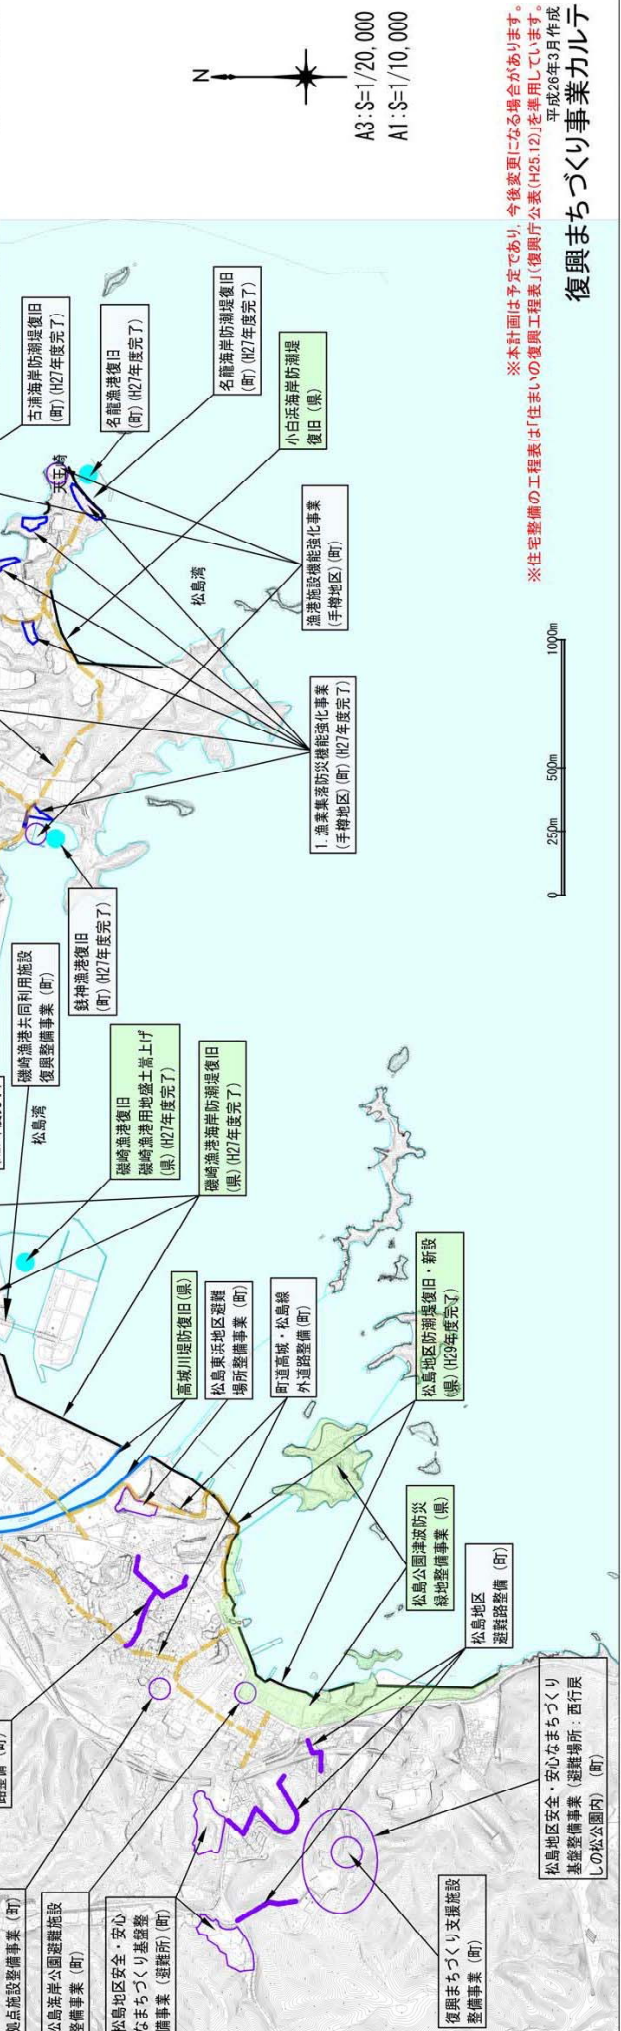 N
A3:S=1/20,000
A1:S=1/10,000
※本計画は予定であり、今後変更になる場合があります。
※住宅整備の工程表は「住まいの復興工程表」(復興庁公表(H25.12))を準用しています。
平成26年3月作成
復興まちづくり事業カルテ
古浦海岸防潮堤復旧
(町)(H27年度完了)
名籠漁港復旧
(町)(H27年度完了)
名籠海岸防潮堤復旧
(町)(H27年度完了)
小白浜海岸防潮堤
復旧 (県)
天王崎
松島湾
漁港施設機能強化事業
(手樽地区)(町)
1. 漁業集落防災機能強化事業
(手樽地区)(町)(H27年度完了)
銭神漁港復旧
(町)(H27年度完了)
磯崎漁港共同利用施設
復興整備事業 (町)
松島湾
磯崎漁港復旧
磯崎漁港用地盛土嵩上げ
(県)(H27年度完了)
磯崎漁港海岸防潮堤復旧
(県)(H27年度完了)
0
250m
500m
1000m
高城川堤防復旧(県)
松島東浜地区避難
場所整備事業 (町)
町道高城・松島線
外道路整備(町)
松島地区防潮堤復旧・新設
(県)(H29年度完了)
松島公園津波防災
緑地整備事業 (県)
松島地区
避難路整備 (町)
松島地区安全・安心なまちづくり
基盤整備事業 (避難場所:西行戻
しの松公園内) (町)
復興まちづくり支援施設
整備事業 (町)
路整備 (町)
拠点施設整備事業 (町)
松島海岸公園避難施設
整備事業 (町)
松島地区安全・安心
なまちづくり基盤整
備事業 (避難所)(町)